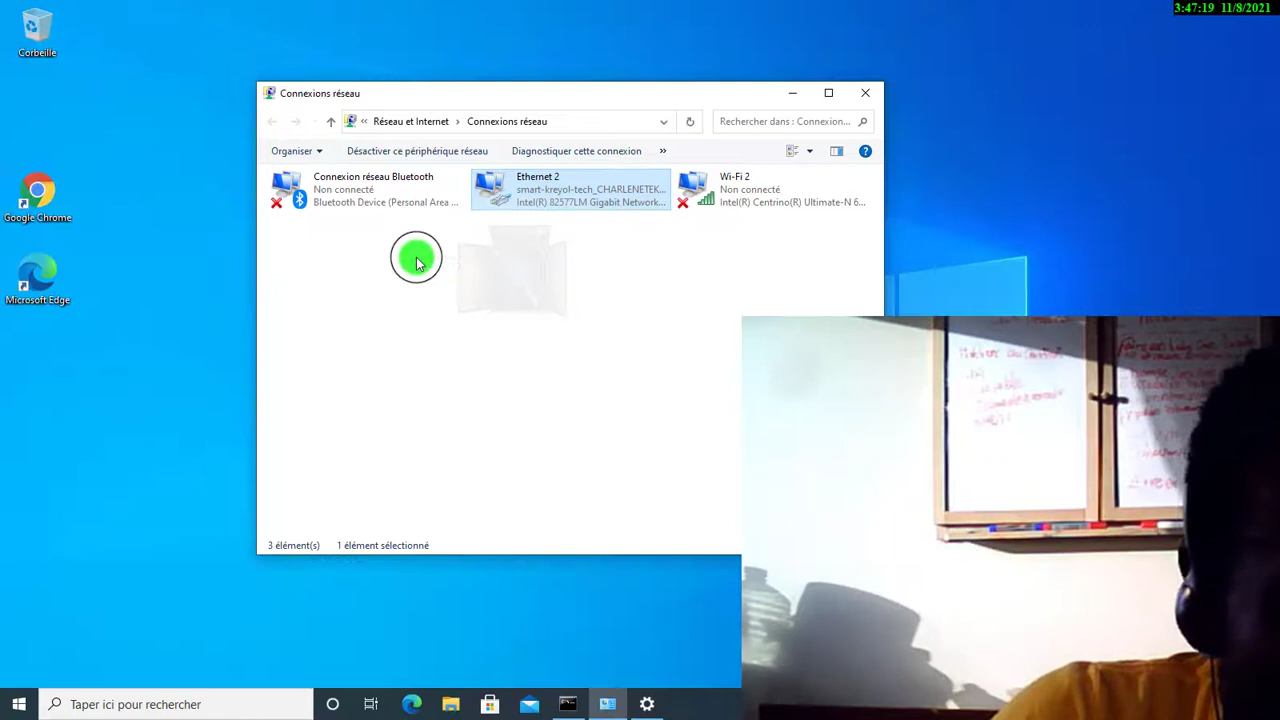 3:47:19 11/8/2021
Corbeille
Google Chrome
Microsoft Edge
Connexions réseau
« Réseau et Internet › Connexions réseau
Rechercher dans : Connexion...
Organiser
Désactiver ce périphérique réseau
Diagnostiquer cette connexion
»
Connexion réseau Bluetooth
Non connecté
Bluetooth Device (Personal Area ...
Ethernet 2
smart-kreyol-tech_CHARLENETEK...
Intel(R) 82577LM Gigabit Network...
Wi-Fi 2
Non connecté
Intel(R) Centrino(R) Ultimate-N 6...
3 élément(s)
1 élément sélectionné
Taper ici pour rechercher